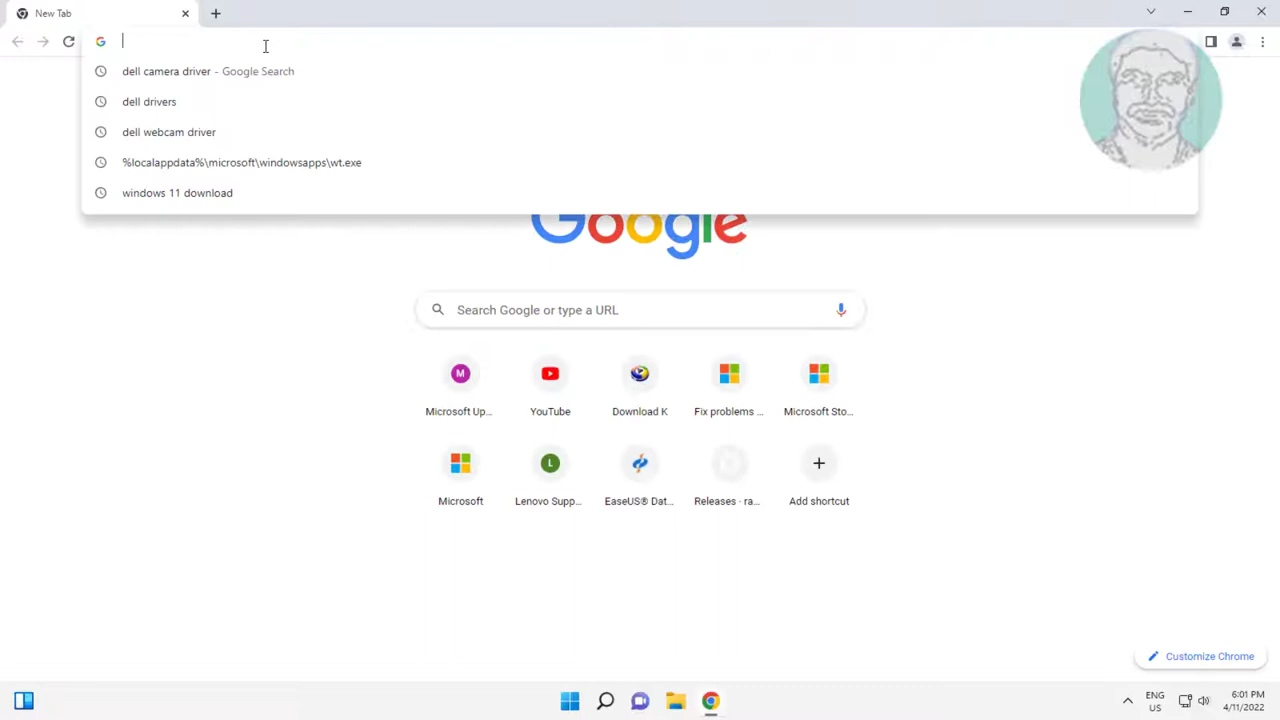 New Tab
dell camera driver - Google Search
dell drivers
dell webcam driver
%localappdata%\microsoft\windowsapps\wt.exe
windows 11 download
Google
Search Google or type a URL
M
Microsoft Up...
YouTube
Download K
Fix problems ...
Microsoft Sto...
Microsoft
L
Lenovo Supp...
EaseUS® Dat...
Releases · ra...
Add shortcut
Customize Chrome
ENG
US
6:01 PM
4/11/2022